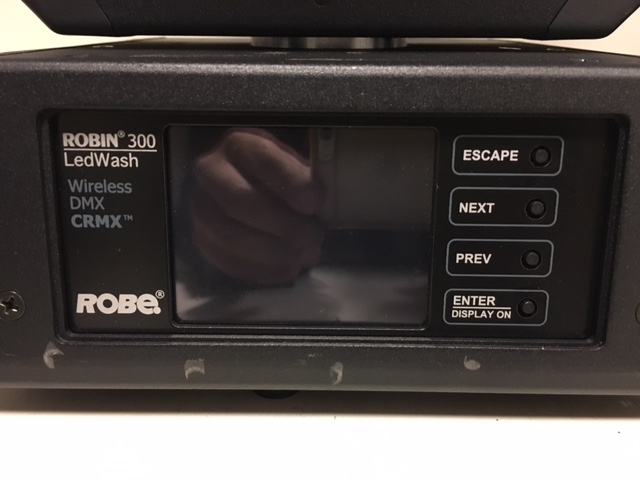 ROBIN® 300
LedWash
Wireless
DMX
CRMX™
ROBE®
ESCAPE
NEXT
PREV
ENTER
DISPLAY ON